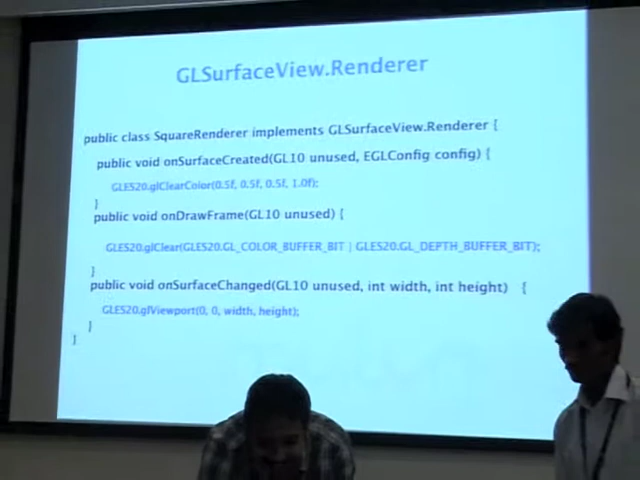 GLSurfaceView.Renderer
public class SquareRenderer implements GLSurfaceView.Renderer {
public void onSurfaceCreated(GL10 unused, EGLConfig config) {
GLES20.glClearColor(0.5f, 0.5f, 0.5f, 1.0f);
}
public void onDrawFrame(GL10 unused) {
GLES20.glClear(GLES20.GL_COLOR_BUFFER_BIT | GLES20.GL_DEPTH_BUFFER_BIT);
}
public void onSurfaceChanged(GL10 unused, int width, int height) {
GLES20.glViewport(0, 0, width, height);
}
}